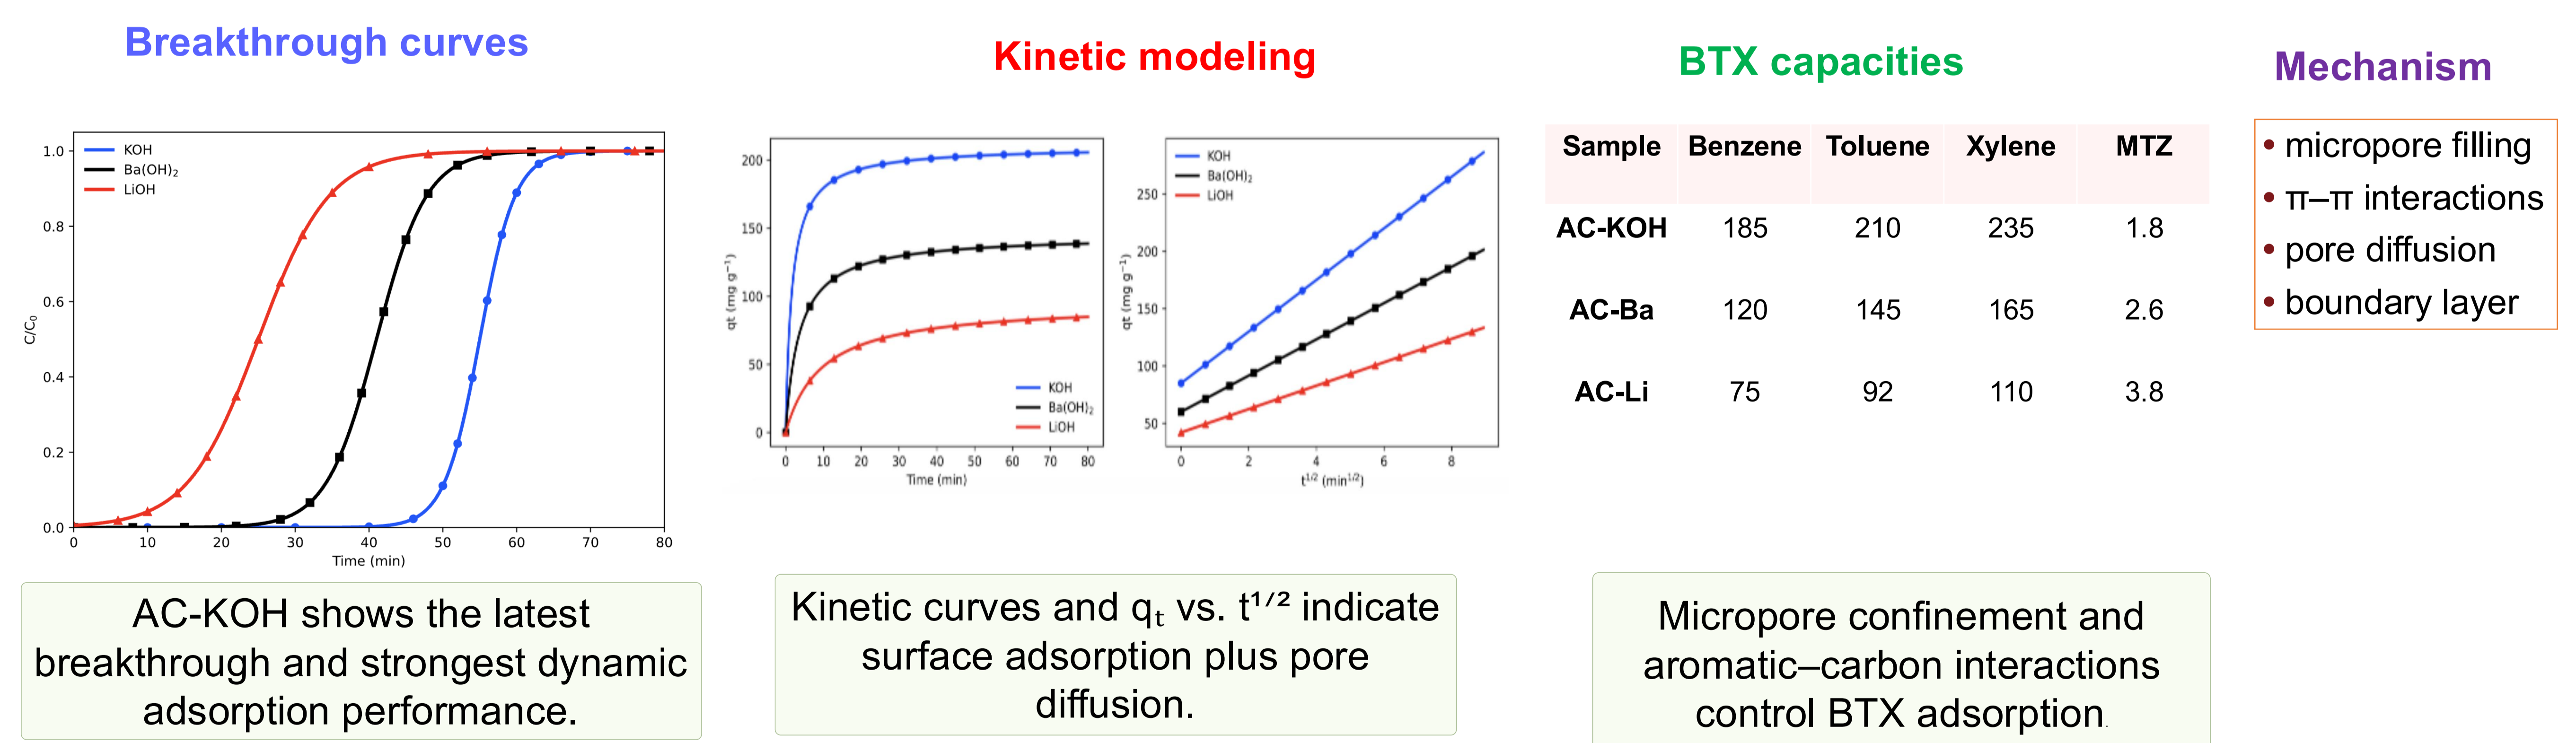 Breakthrough curves
1.0
0.8
0.6
0.4
0.2
0.0
C/C₀
KOH
Ba(OH)₂
LiOH
0 10 20 30 40 50 60 70 80
Time (min)
AC-KOH shows the latest
breakthrough and strongest dynamic
adsorption performance.
Kinetic modeling
200
150
100
50
0
qt (mg g⁻¹)
KOH
Ba(OH)₂
LiOH
0 10 20 30 40 50 60 70 80
Time (min)
KOH
Ba(OH)₂
LiOH
250
200
150
100
50
qt (mg g⁻¹)
0 2 4 6 8
t¹ᐟ² (min¹ᐟ²)
Kinetic curves and qₜ vs. t¹ᐟ² indicate
surface adsorption plus pore
diffusion.
BTX capacities
Sample Benzene Toluene Xylene MTZ
AC-KOH 185 210 235 1.8
AC-Ba 120 145 165 2.6
AC-Li 75 92 110 3.8
Micropore confinement and
aromatic–carbon interactions
control BTX adsorption.
Mechanism
• micropore filling
• π–π interactions
• pore diffusion
• boundary layer